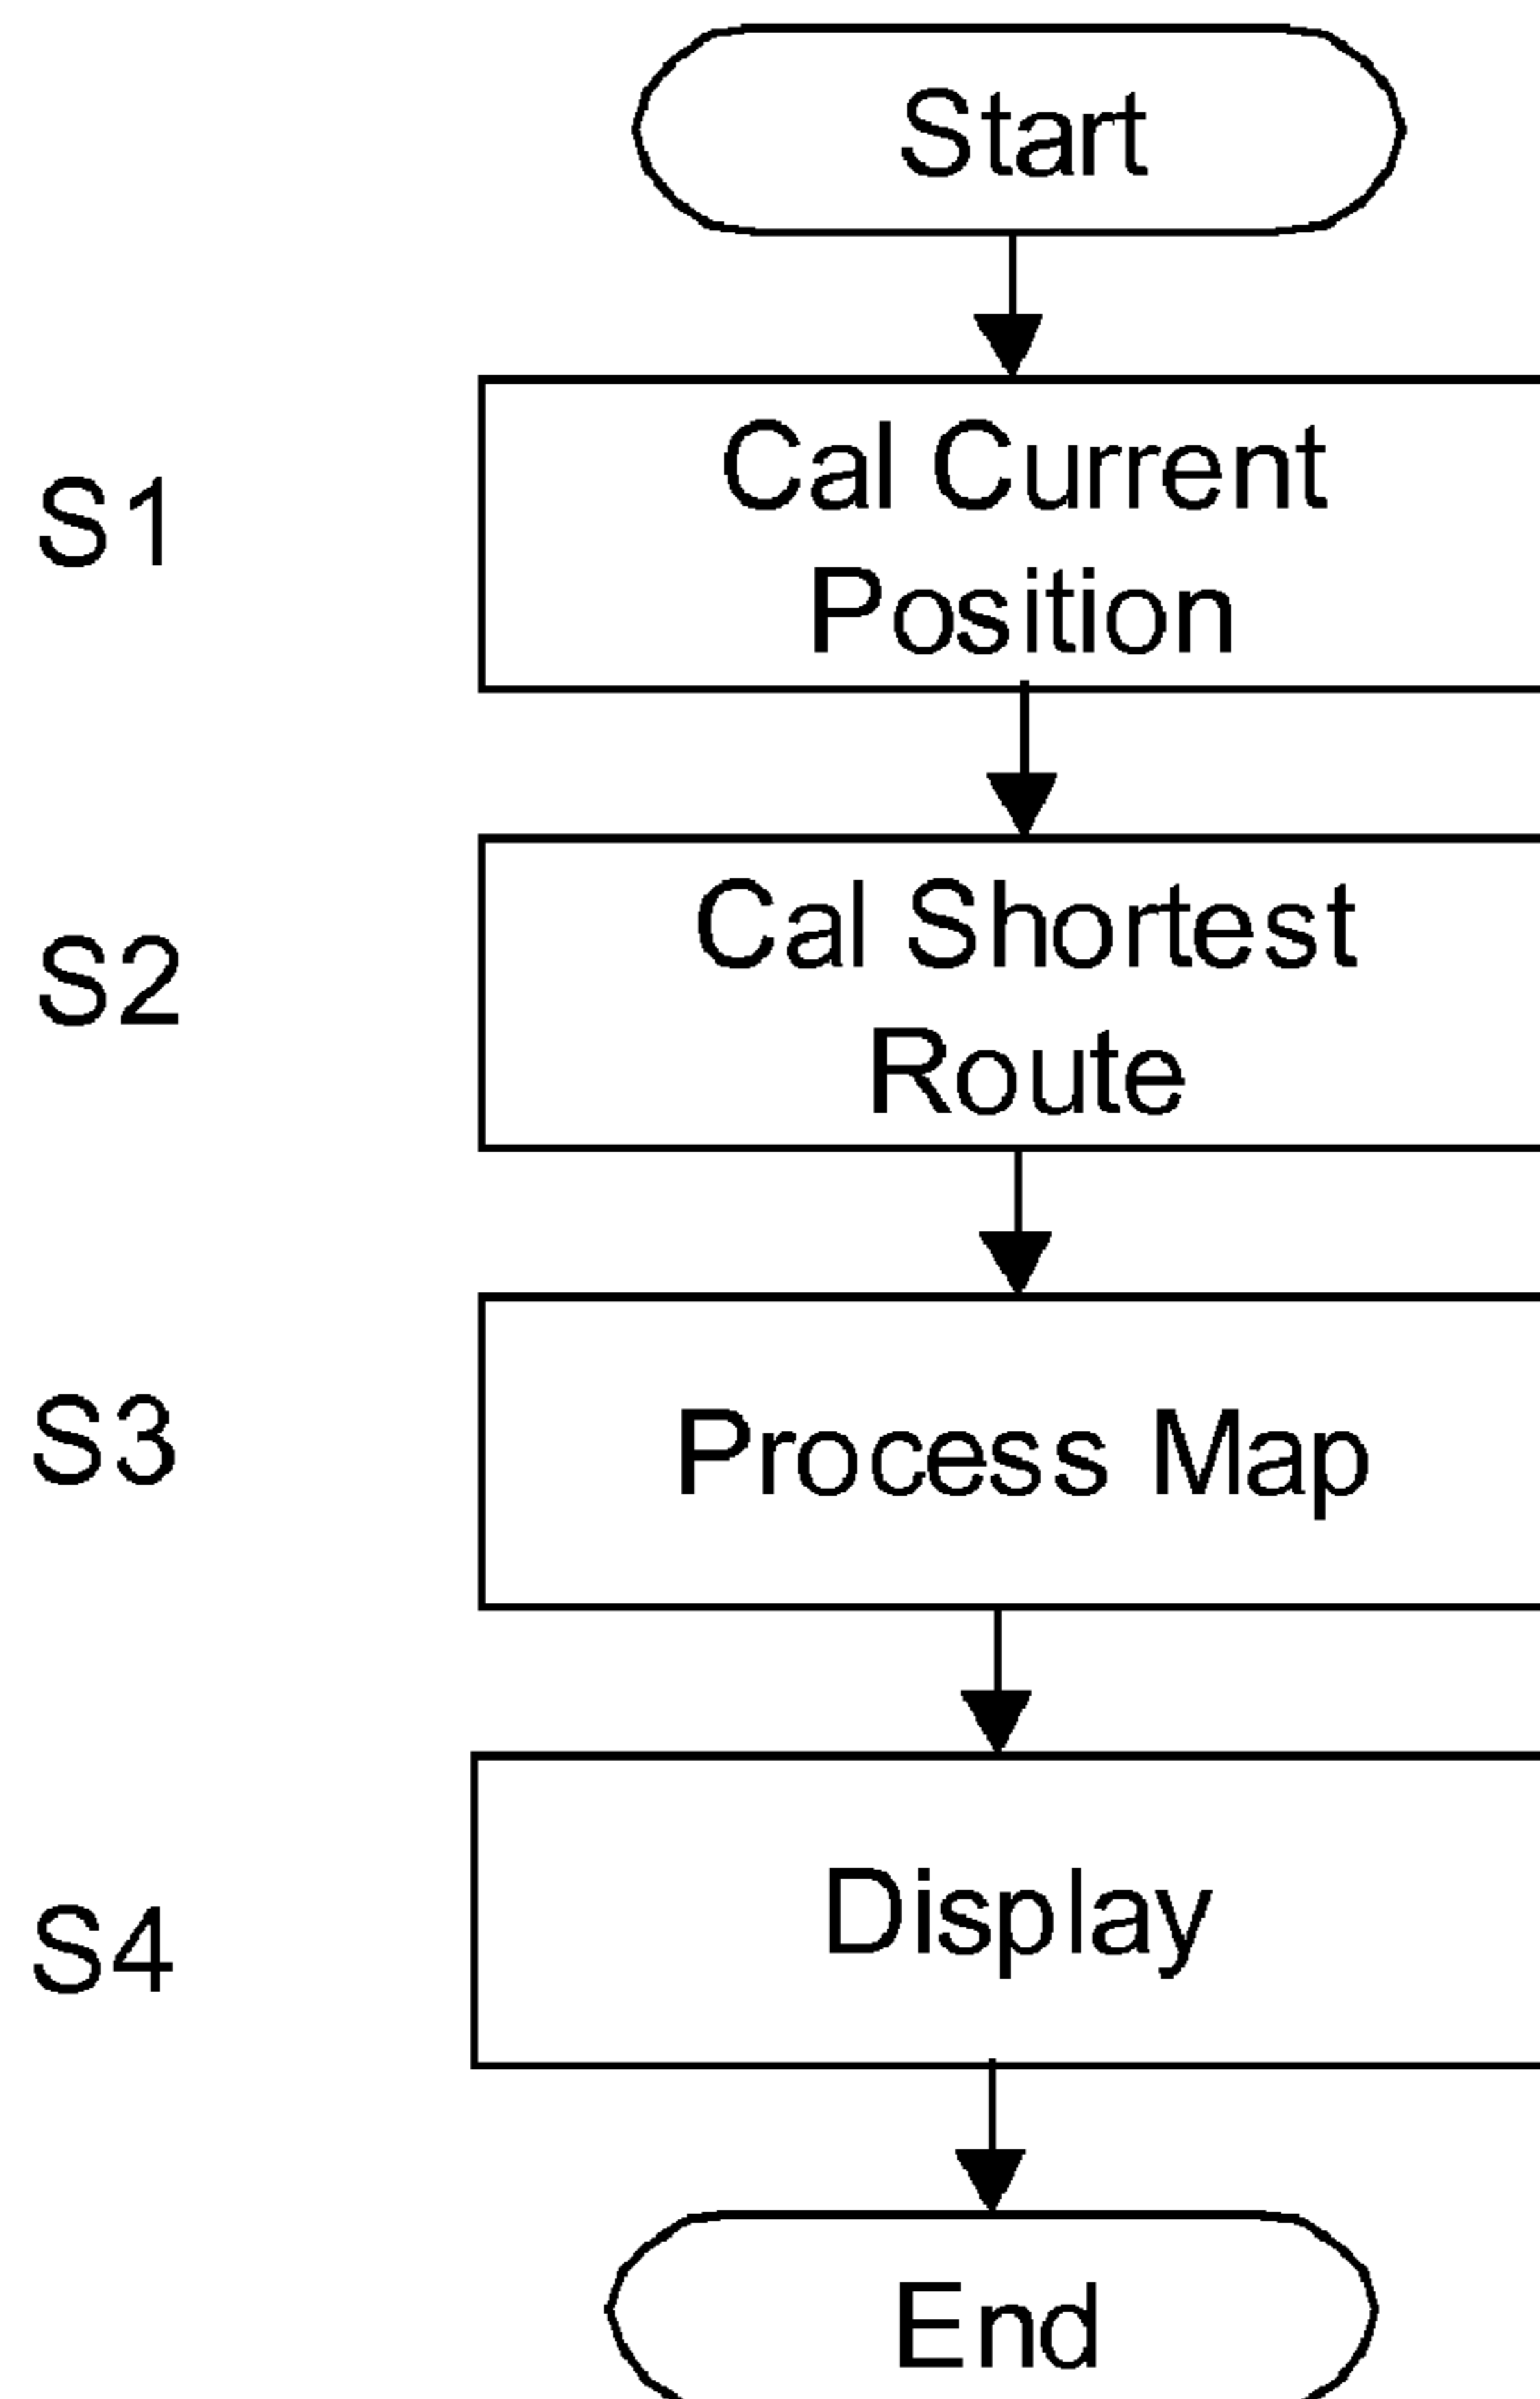 Start
S1
Cal Current
Position
S2
Cal Shortest
Route
S3
Process Map
S4
Display
End